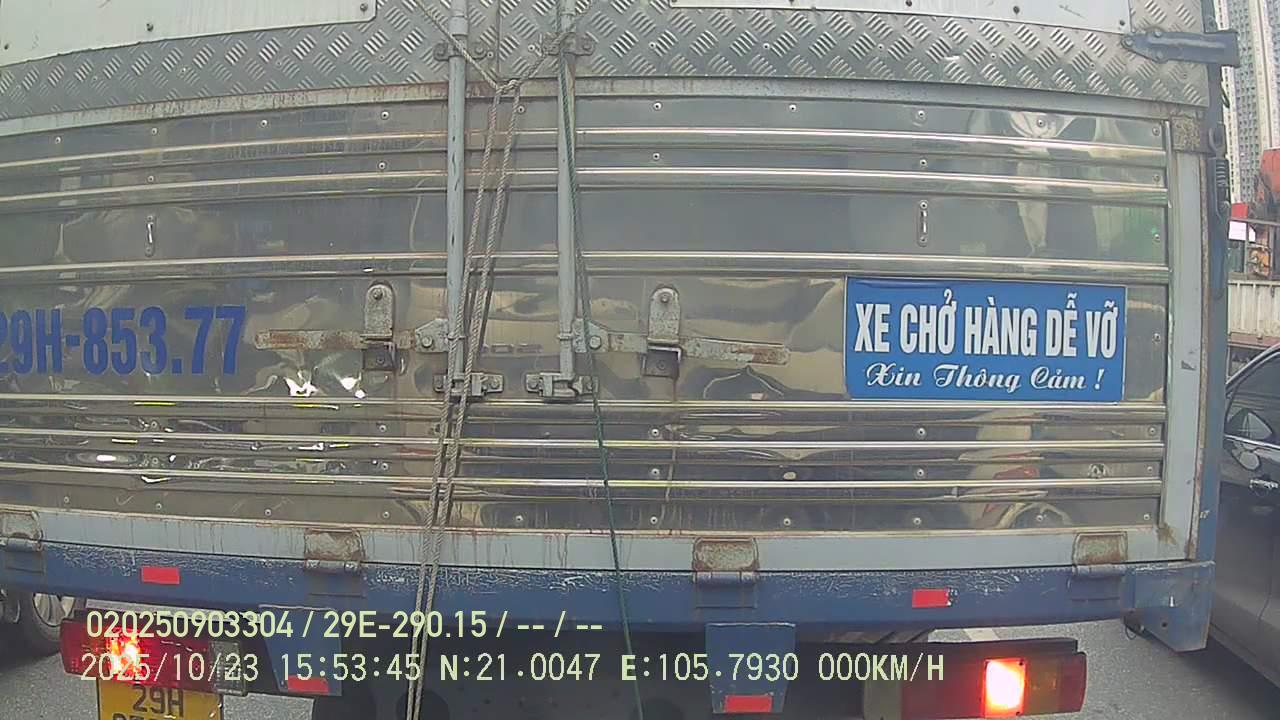 29H-853.77
XE CHỞ HÀNG DỄ VỠ
Xin Thông Cảm !
020250903304 / 29E-290.15 / -- / --
2025/10/23 15:53:45 N:21.0047 E:105.7930 000KM/H
29H